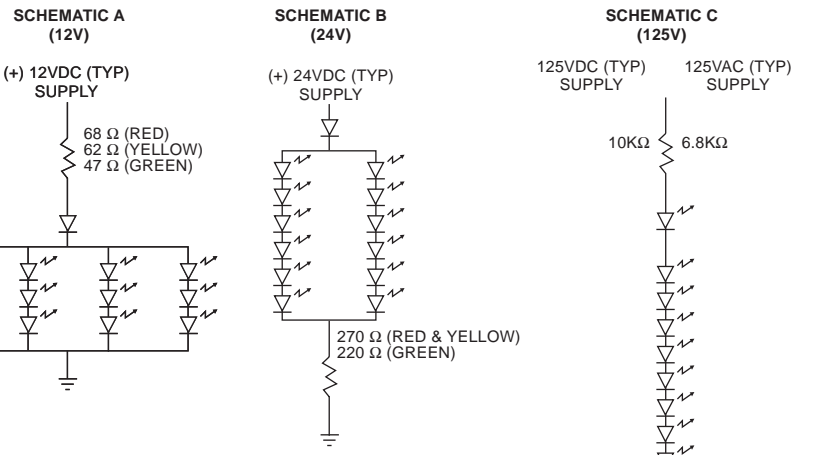 SCHEMATIC A
(12V)
(+) 12VDC (TYP)
SUPPLY
68 Ω (RED)
62 Ω (YELLOW)
47 Ω (GREEN)
SCHEMATIC B
(24V)
(+) 24VDC (TYP)
SUPPLY
270 Ω (RED & YELLOW)
220 Ω (GREEN)
SCHEMATIC C
(125V)
125VDC (TYP)
SUPPLY
125VAC (TYP)
SUPPLY
10KΩ
6.8KΩ